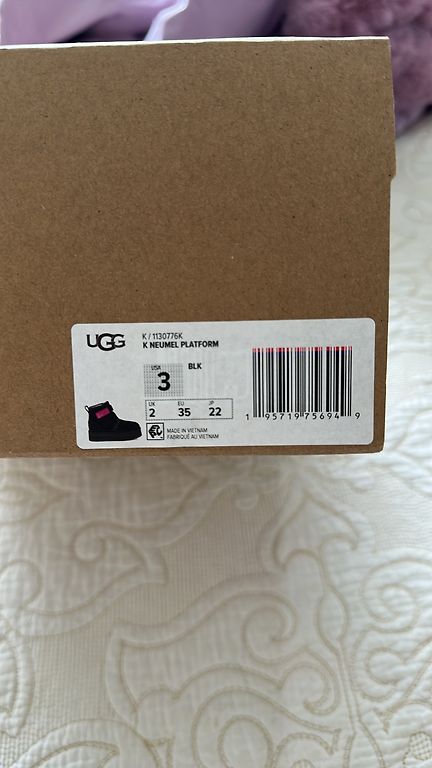 UGG
K / 1130776K
K NEUMEL PLATFORM
USA
3
BLK
UK EU JP
2 35 22
MADE IN VIETNAM
FABRIQUÉ AU VIETNAM
1 95719 75694 9